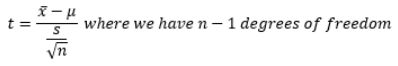 t = (x̄ − μ) / (s / √n) where we have n − 1 degrees of freedom